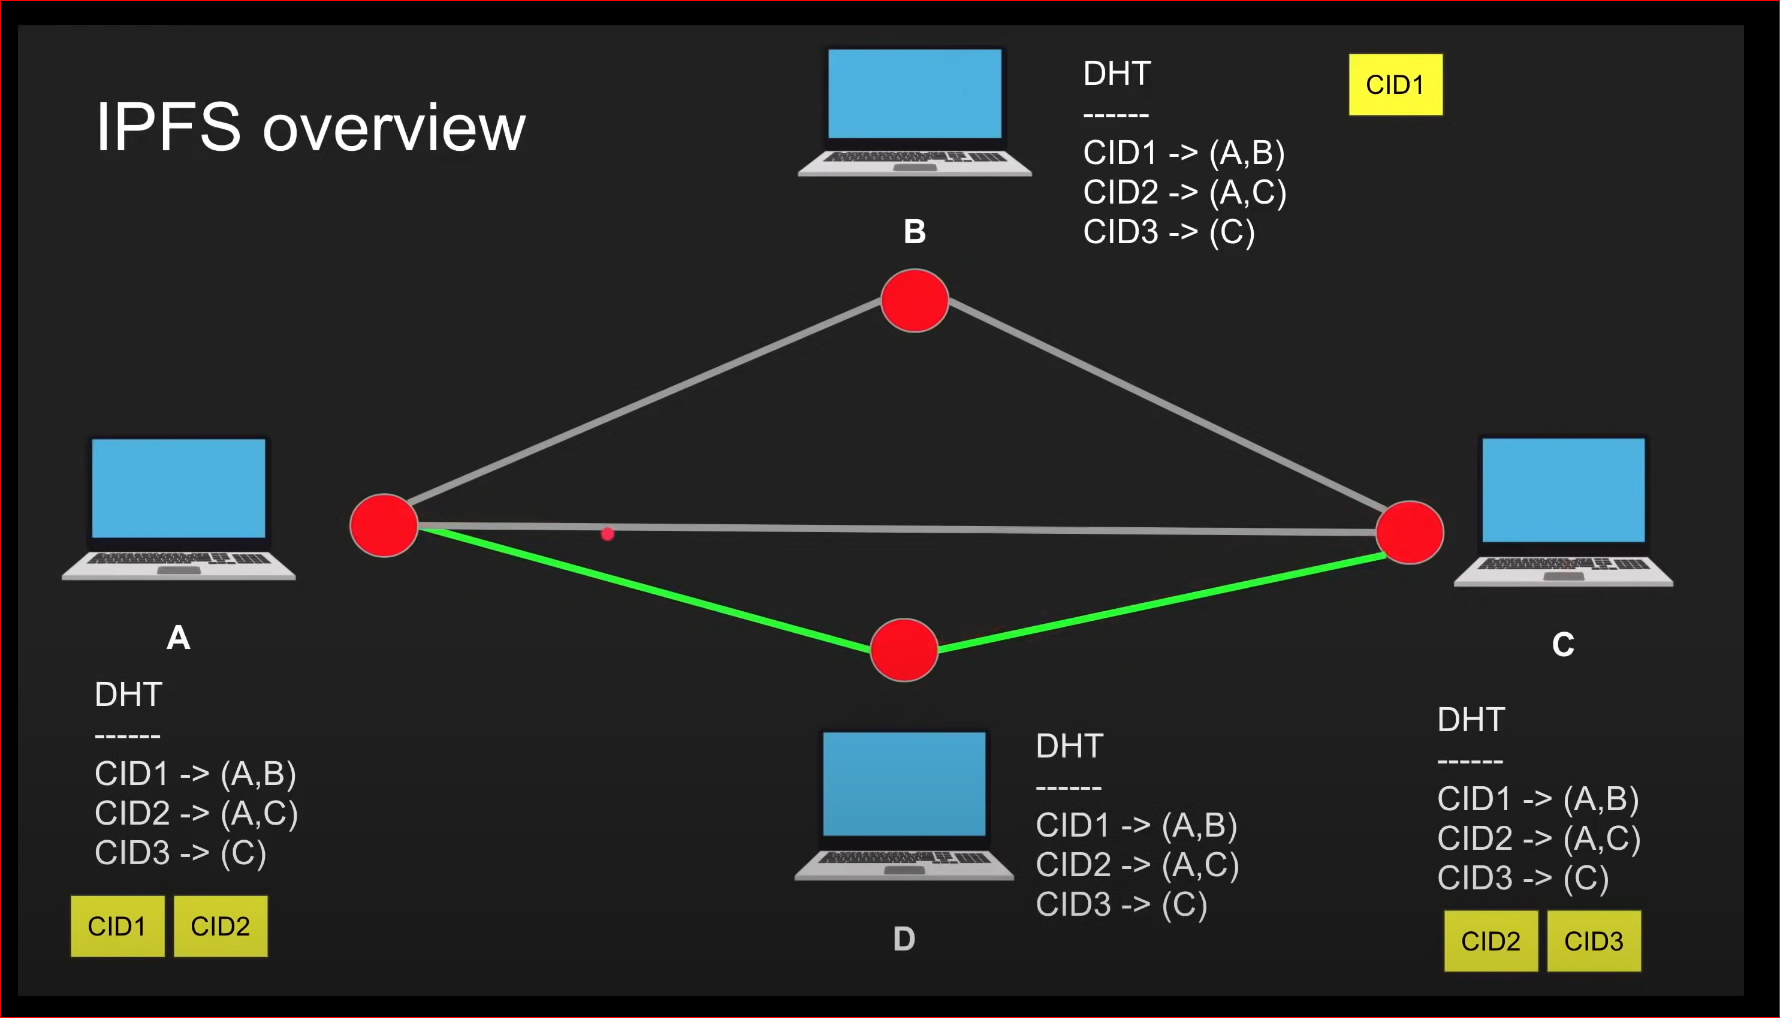 IPFS overview
DHT
------
CID1 -> (A,B)
CID2 -> (A,C)
CID3 -> (C)
CID1
B
A
DHT
------
CID1 -> (A,B)
CID2 -> (A,C)
CID3 -> (C)
CID1
CID2
DHT
------
CID1 -> (A,B)
CID2 -> (A,C)
CID3 -> (C)
D
C
DHT
------
CID1 -> (A,B)
CID2 -> (A,C)
CID3 -> (C)
CID2
CID3